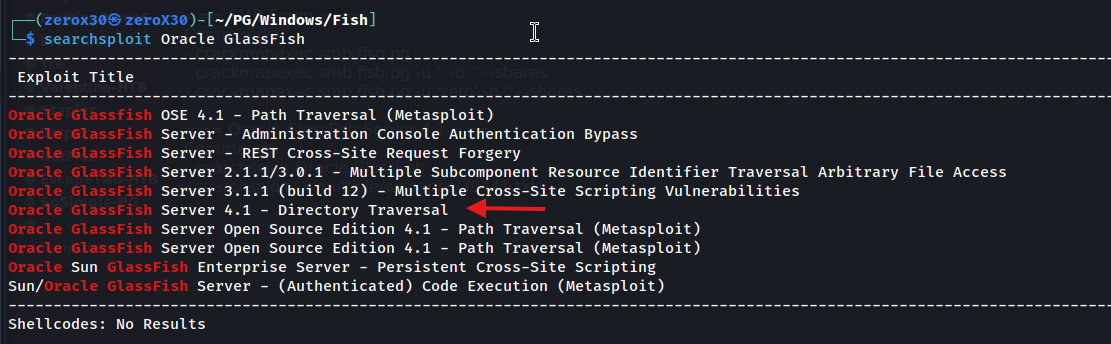 ┌──(zerox30㉿zeroX30)-[~/PG/Windows/Fish]
└─$ searchsploit Oracle GlassFish
Exploit Title
Oracle Glassfish OSE 4.1 - Path Traversal (Metasploit)
Oracle GlassFish Server - Administration Console Authentication Bypass
Oracle GlassFish Server - REST Cross-Site Request Forgery
Oracle GlassFish Server 2.1.1/3.0.1 - Multiple Subcomponent Resource Identifier Traversal Arbitrary File Access
Oracle GlassFish Server 3.1.1 (build 12) - Multiple Cross-Site Scripting Vulnerabilities
Oracle GlassFish Server 4.1 - Directory Traversal
Oracle GlassFish Server Open Source Edition 4.1 - Path Traversal (Metasploit)
Oracle GlassFish Server Open Source Edition 4.1 - Path Traversal (Metasploit)
Oracle Sun GlassFish Enterprise Server - Persistent Cross-Site Scripting
Sun/Oracle GlassFish Server - (Authenticated) Code Execution (Metasploit)
Shellcodes: No Results